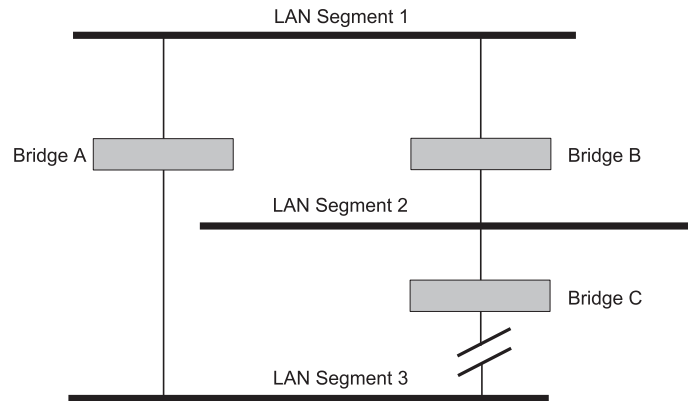 LAN Segment 1
Bridge A
Bridge B
LAN Segment 2
Bridge C
LAN Segment 3